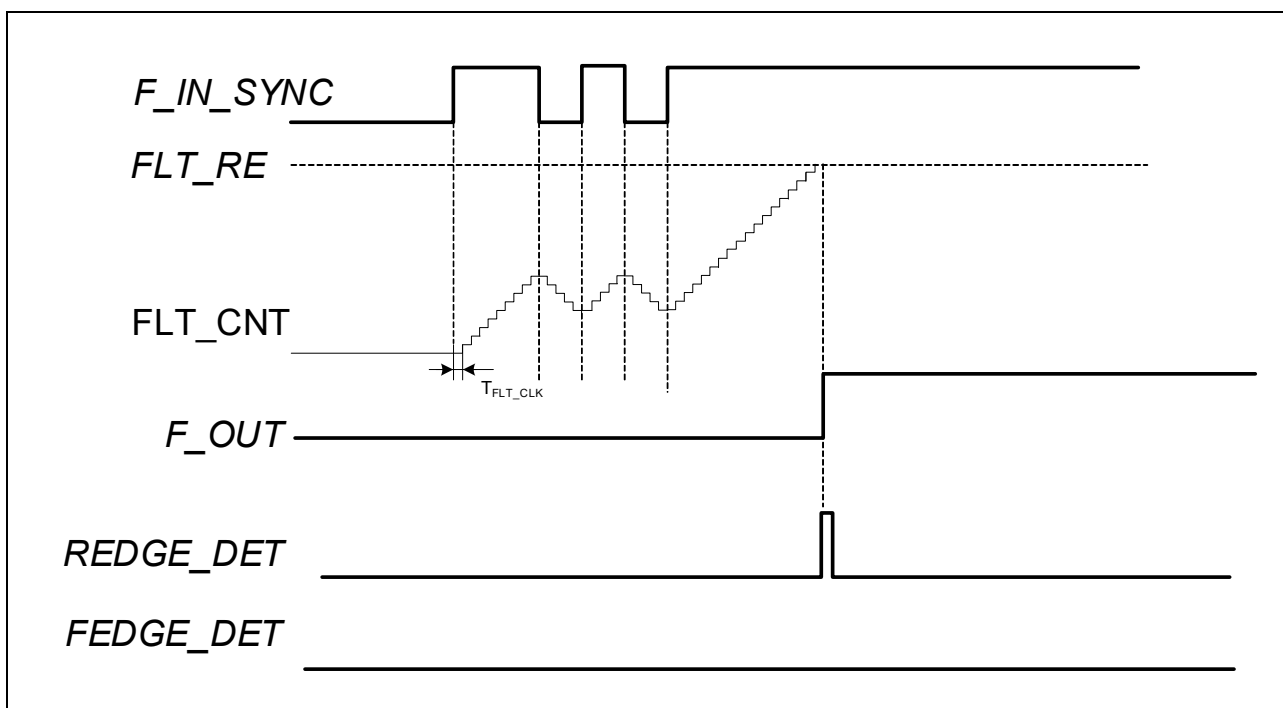 F_IN_SYNC
FLT_RE
FLT_CNT
TFLT_CLK
F_OUT
REDGE_DET
FEDGE_DET